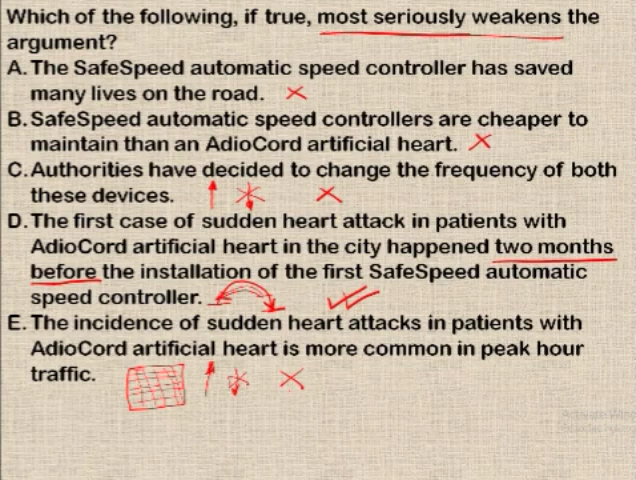 Which of the following, if true, most seriously weakens the
argument?
A. The SafeSpeed automatic speed controller has saved
many lives on the road.
B. SafeSpeed automatic speed controllers are cheaper to
maintain than an AdioCord artificial heart.
C. Authorities have decided to change the frequency of both
these devices.
D. The first case of sudden heart attack in patients with
AdioCord artificial heart in the city happened two months
before the installation of the first SafeSpeed automatic
speed controller.
E. The incidence of sudden heart attacks in patients with
AdioCord artificial heart is more common in peak hour
traffic.
Activate Win